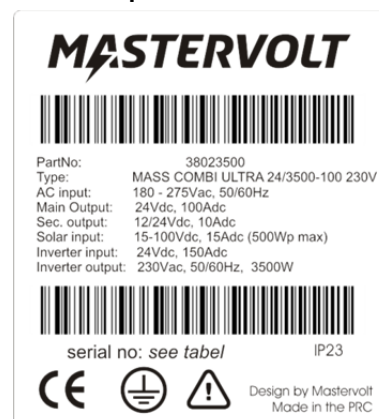 MASTERVOLT
PartNo: 38023500
Type: MASS COMBI ULTRA 24/3500-100 230V
AC input: 180 - 275Vac, 50/60Hz
Main Output: 24Vdc, 100Adc
Sec. output: 12/24Vdc, 10Adc
Solar input: 15-100Vdc, 15Adc (500Wp max)
Inverter input: 24Vdc, 150Adc
Inverter output: 230Vac, 50/60Hz, 3500W
serial no: see tabel IP23
CE
Design by Mastervolt
Made in the PRC